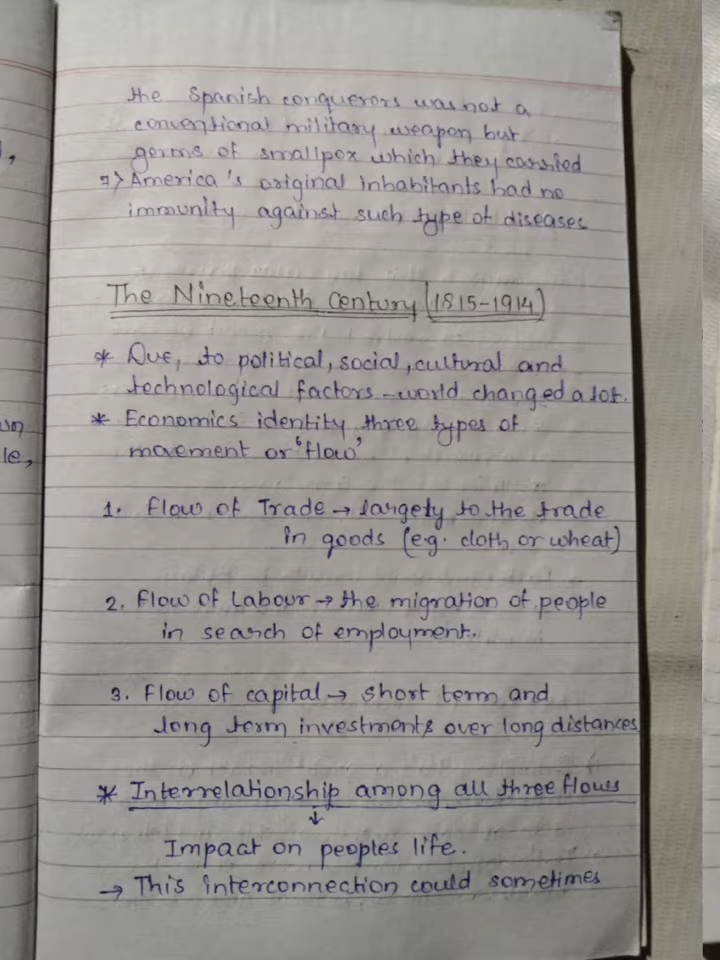 the Spanish conquerors was not a
conventional military weapon but
germs of smallpox which they carried
7> America's original inhabitants had no
immunity against such type of diseases
The Nineteenth Century (1815-1914)
* Due, to political, social, cultural and
technological factors - world changed a lot.
* Economics identity three types of
movement or 'flow'
1. Flow of Trade → largely to the trade
in goods (e.g. cloth or wheat)
2. Flow of Labour → the migration of people
in search of employment.
3. Flow of capital → short term and
long term investments over long distances
* Interrelationship among all three flows
↓
Impact on peoples life.
→ This interconnection could sometimes